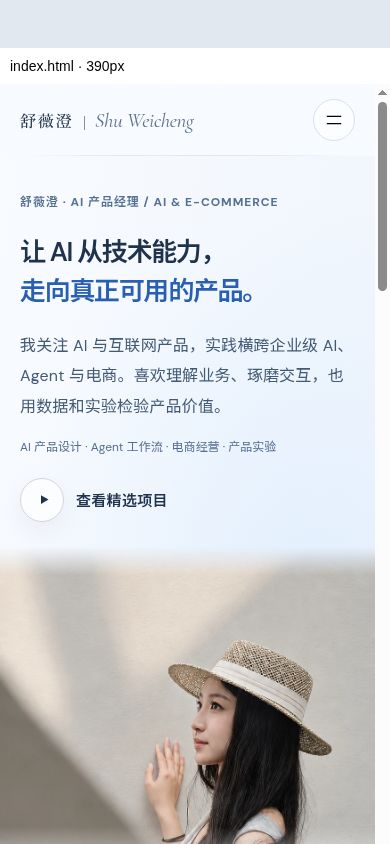 index.html · 390px
舒薇澄 | Shu Weicheng
舒薇澄 · AI 产品经理 / AI & E-COMMERCE
让 AI 从技术能力，
走向真正可用的产品。
我关注 AI 与互联网产品，实践横跨企业级 AI、
Agent 与电商。喜欢理解业务、琢磨交互，也
用数据和实验检验产品价值。
AI 产品设计 · Agent 工作流 · 电商经营 · 产品实验
查看精选项目